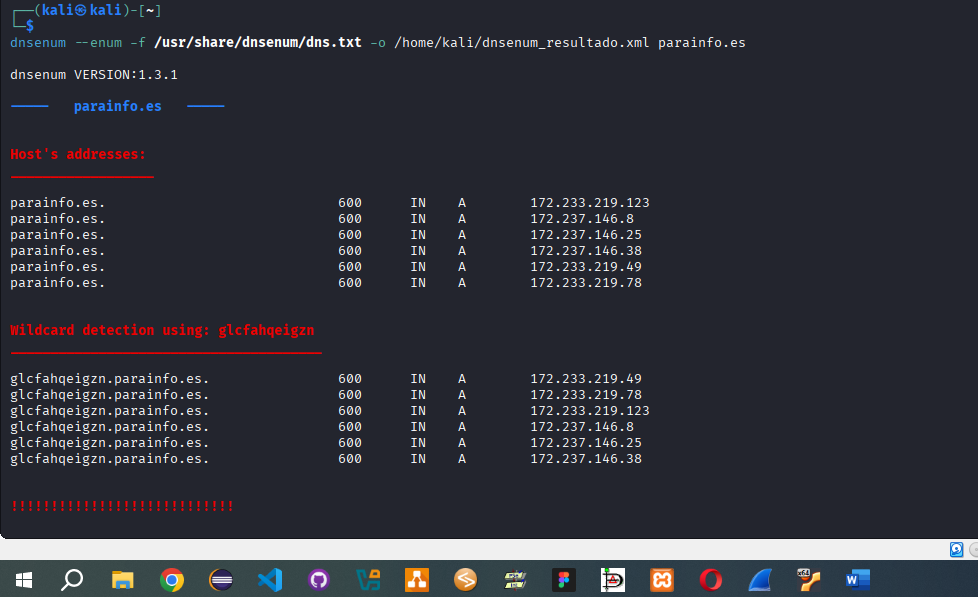 ┌──(kali㉿kali)-[~]
└─$
dnsenum --enum -f /usr/share/dnsenum/dns.txt -o /home/kali/dnsenum_resultado.xml parainfo.es
dnsenum VERSION:1.3.1
-----   parainfo.es   -----
Host's addresses:
__________________
parainfo.es.                             600      IN    A        172.233.219.123
parainfo.es.                             600      IN    A        172.237.146.8
parainfo.es.                             600      IN    A        172.237.146.25
parainfo.es.                             600      IN    A        172.237.146.38
parainfo.es.                             600      IN    A        172.233.219.49
parainfo.es.                             600      IN    A        172.233.219.78
Wildcard detection using: glcfahqeigzn
_______________________________________
glcfahqeigzn.parainfo.es.                600      IN    A        172.233.219.49
glcfahqeigzn.parainfo.es.                600      IN    A        172.233.219.78
glcfahqeigzn.parainfo.es.                600      IN    A        172.233.219.123
glcfahqeigzn.parainfo.es.                600      IN    A        172.237.146.8
glcfahqeigzn.parainfo.es.                600      IN    A        172.237.146.25
glcfahqeigzn.parainfo.es.                600      IN    A        172.237.146.38
!!!!!!!!!!!!!!!!!!!!!!!!!!!!